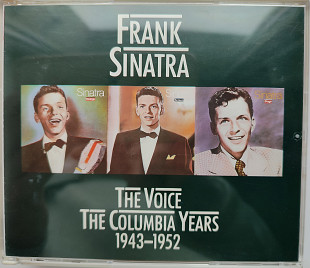 FRANK
SINATRA
Sinatra
THE VOICE
THE COLUMBIA YEARS
1943–1952